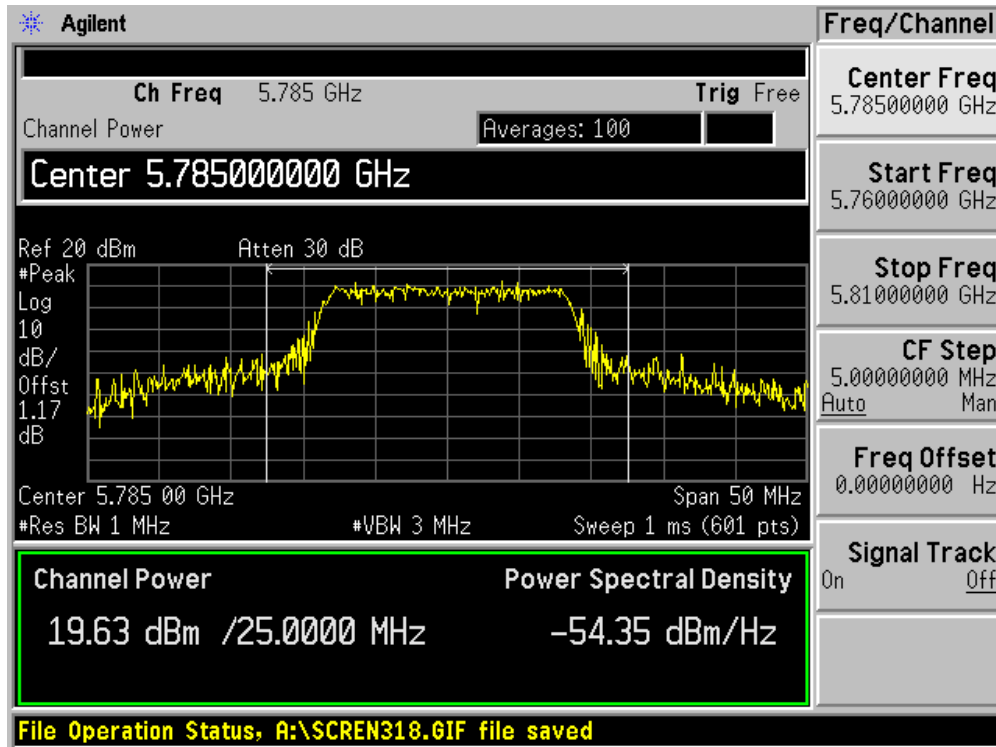 Agilent
Freq/Channel
Ch Freq 5.785 GHz Trig Free
Channel Power Averages: 100
Center 5.785000000 GHz
Ref 20 dBm Atten 30 dB
#Peak
Log
10
dB/
Offst
1.17
dB
Center 5.785 00 GHz Span 50 MHz
#Res BW 1 MHz #VBW 3 MHz Sweep 1 ms (601 pts)
Channel Power Power Spectral Density
19.63 dBm /25.0000 MHz -54.35 dBm/Hz
File Operation Status, A:\SCREN318.GIF file saved
Center Freq
5.78500000 GHz
Start Freq
5.76000000 GHz
Stop Freq
5.81000000 GHz
CF Step
5.00000000 MHz
Auto Man
Freq Offset
0.00000000 Hz
Signal Track
On Off